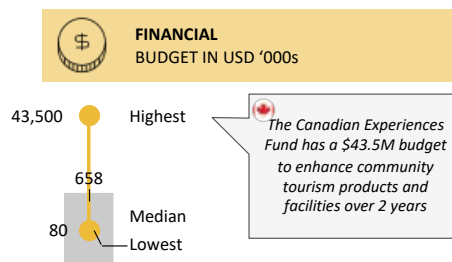 $
FINANCIAL
BUDGET IN USD ‘000s
43,500
Highest
The Canadian Experiences
Fund has a $43.5M budget
to enhance community
tourism products and
facilities over 2 years
658
Median
80
Lowest